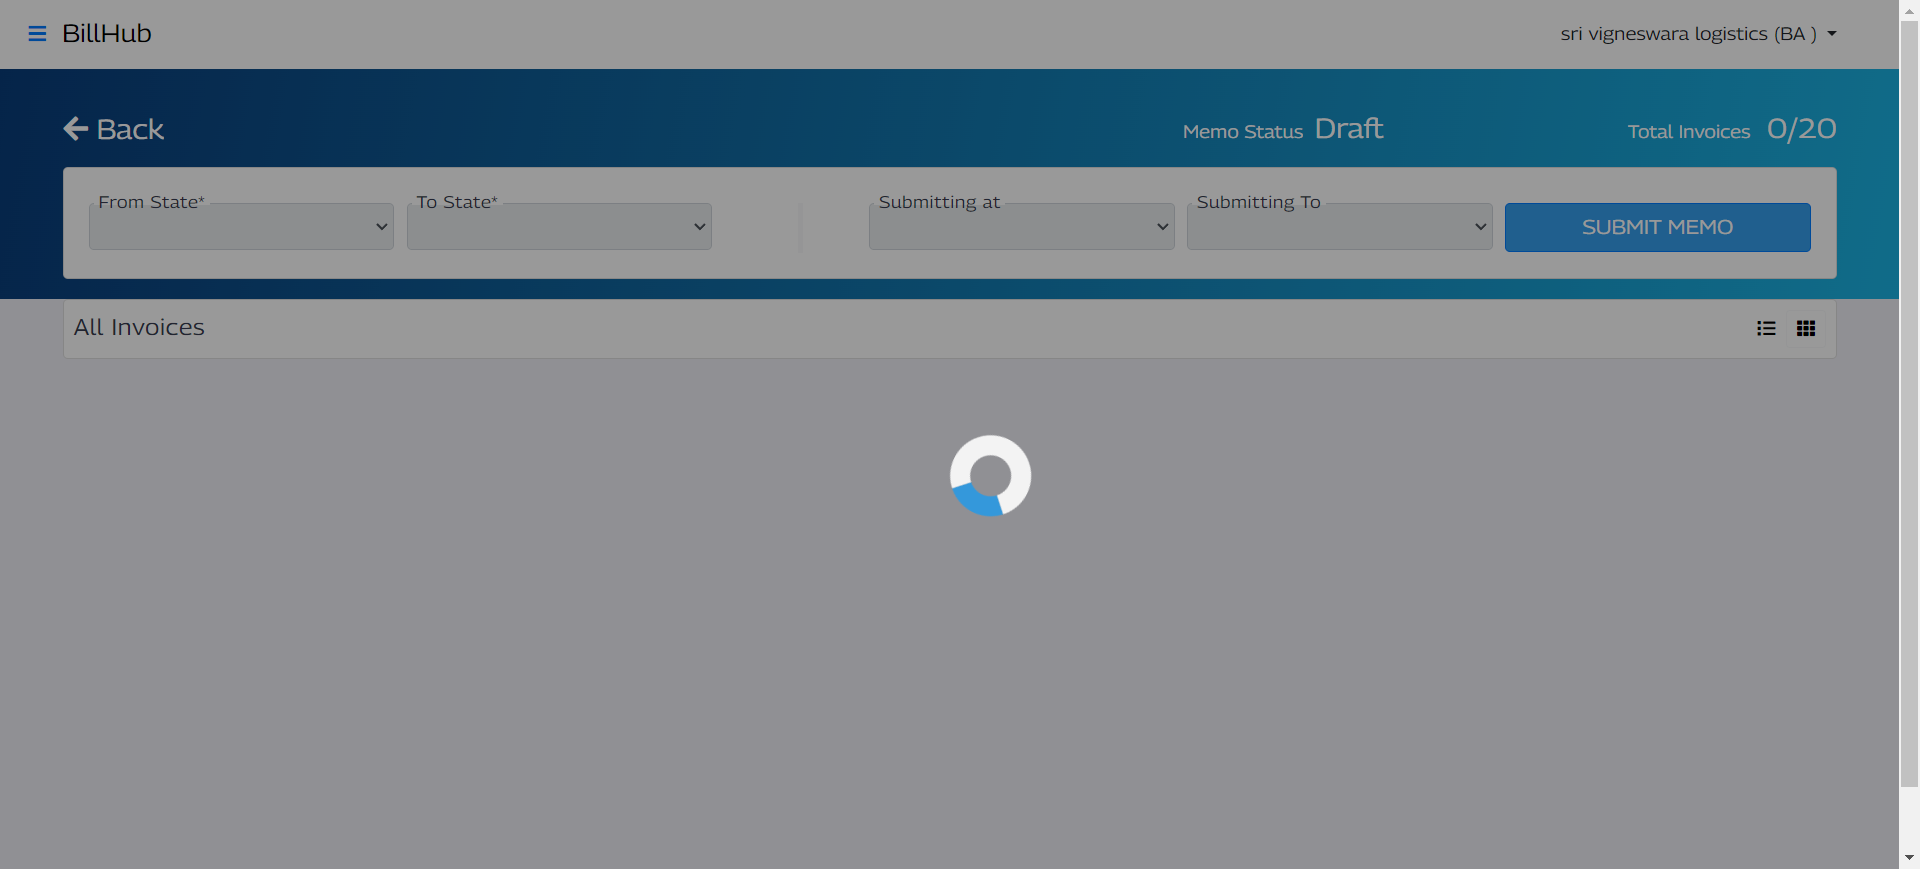 BillHub
sri vigneswara logistics (BA )
Back
Memo Status Draft
Total Invoices 0/20
From State*
To State*
Submitting at
Submitting To
SUBMIT MEMO
All Invoices